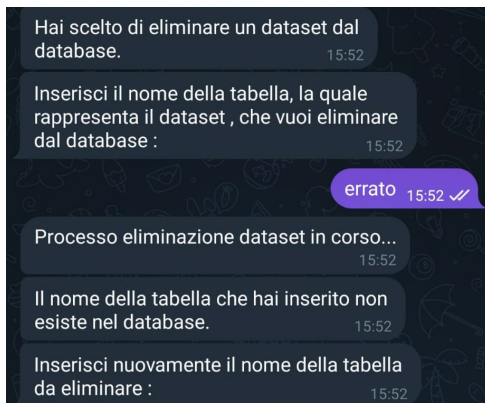 Hai scelto di eliminare un dataset dal
database.
15:52
Inserisci il nome della tabella, la quale
rappresenta il dataset , che vuoi eliminare
dal database :
15:52
errato 15:52
Processo eliminazione dataset in corso...
15:52
Il nome della tabella che hai inserito non
esiste nel database.
15:52
Inserisci nuovamente il nome della tabella
da eliminare :
15:52